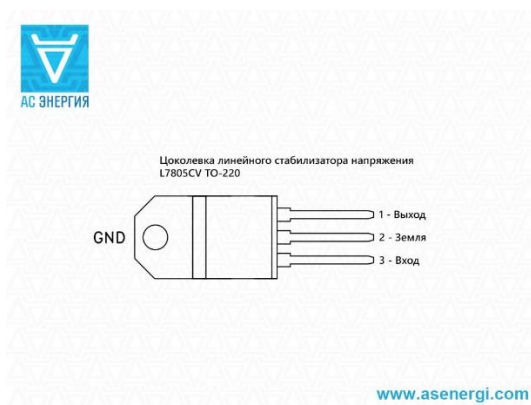 АС ЭНЕРГИЯ
Цоколевка линейного стабилизатора напряжения
L7805CV TO-220
GND
1 - Выход
2 - Земля
3 - Вход
www.asenergi.com